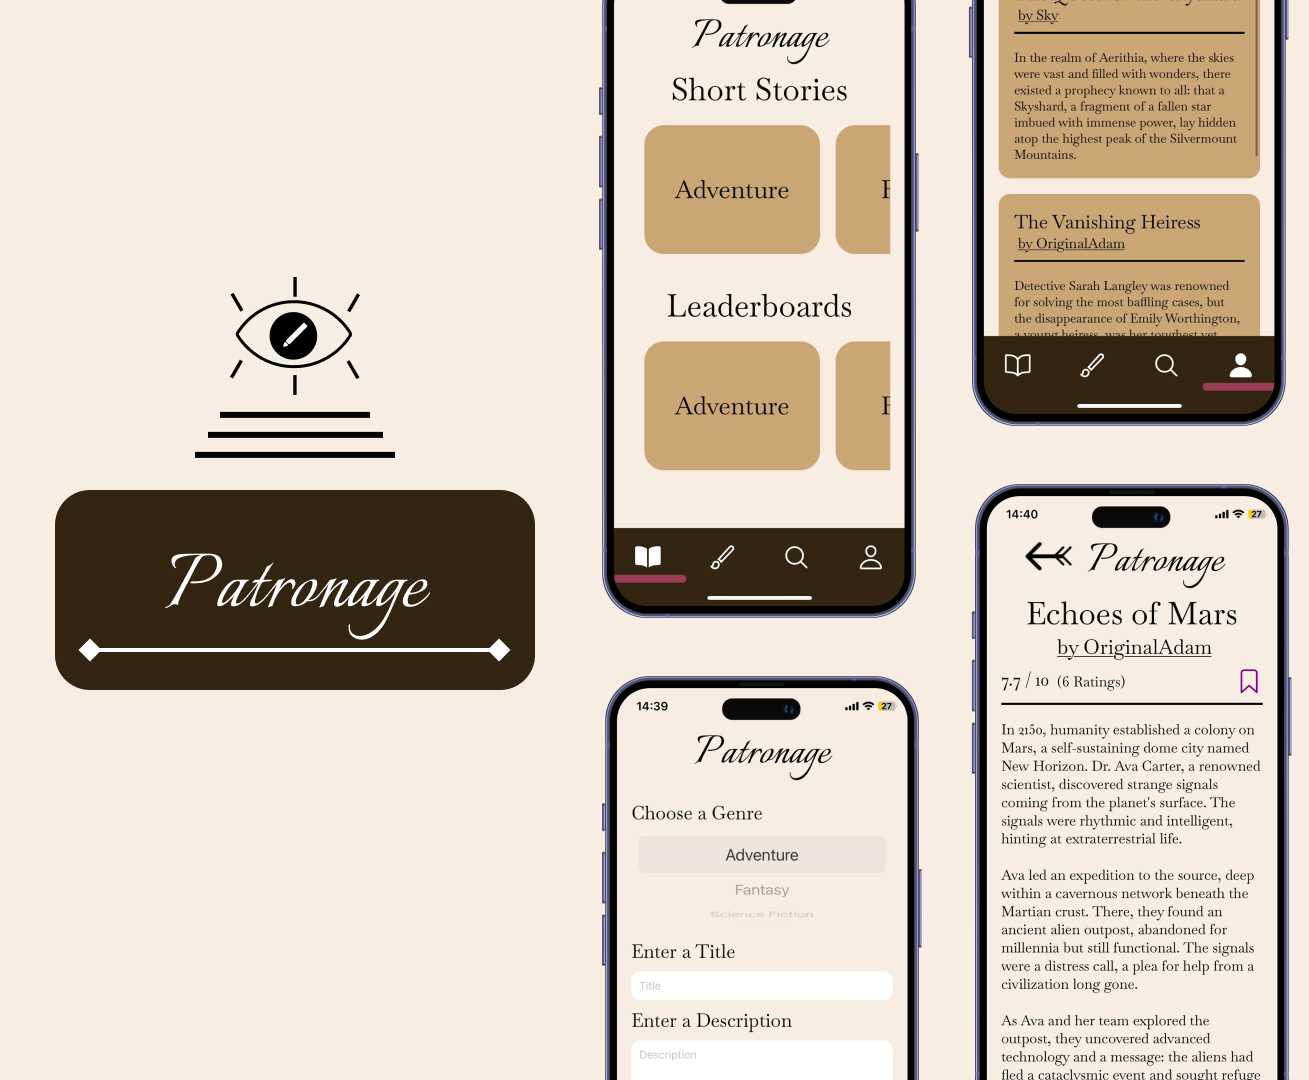 Patronage
Patronage
Short Stories
Adventure
Leaderboards
Adventure
by Sky
In the realm of Aerithia, where the skies
were vast and filled with wonders, there
existed a prophecy known to all: that a
Skyshard, a fragment of a fallen star
imbued with immense power, lay hidden
atop the highest peak of the Silvermount
Mountains.
The Vanishing Heiress
by OriginalAdam
Detective Sarah Langley was renowned
for solving the most baffling cases, but
the disappearance of Emily Worthington,
a young heiress, was her toughest yet.
14:39
27
Patronage
Choose a Genre
Adventure
Fantasy
Science Fiction
Enter a Title
Title
Enter a Description
Description
14:40
27
Patronage
Echoes of Mars
by OriginalAdam
7.7 / 10 (6 Ratings)
In 2150, humanity established a colony on
Mars, a self-sustaining dome city named
New Horizon. Dr. Ava Carter, a renowned
scientist, discovered strange signals
coming from the planet's surface. The
signals were rhythmic and intelligent,
hinting at extraterrestrial life.
Ava led an expedition to the source, deep
within a cavernous network beneath the
Martian crust. There, they found an
ancient alien outpost, abandoned for
millennia but still functional. The signals
were a distress call, a plea for help from a
civilization long gone.
As Ava and her team explored the
outpost, they uncovered advanced
technology and a message: the aliens had
fled a cataclysmic event and sought refuge